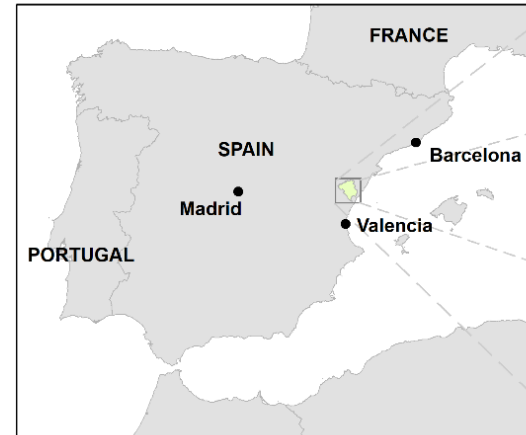 FRANCE
SPAIN
Barcelona
Madrid
Valencia
PORTUGAL